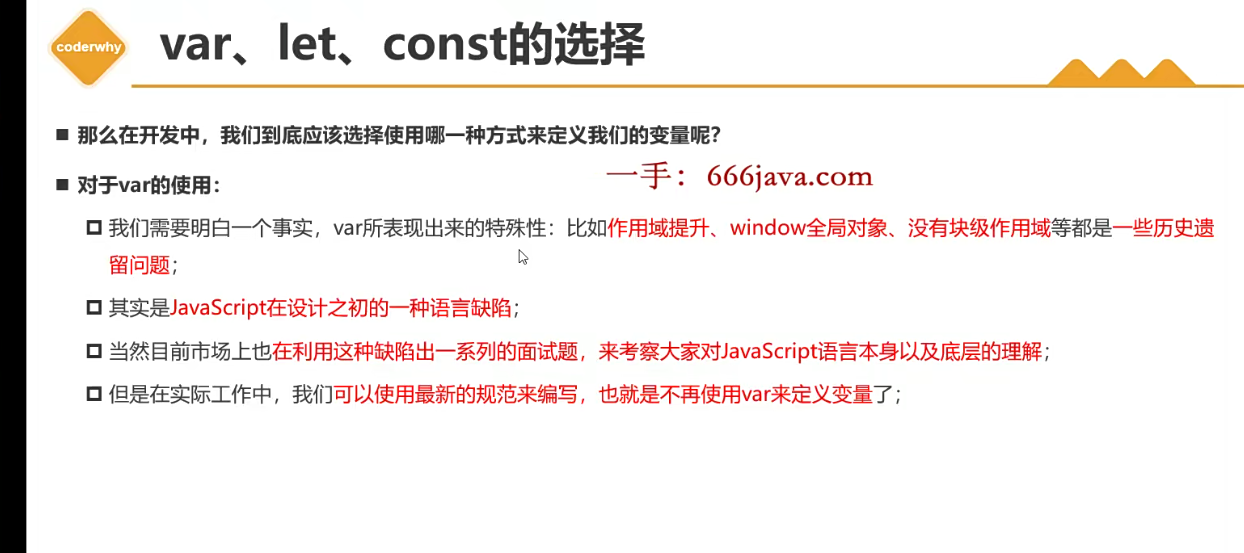 coderwhy
var、let、const的选择
那么在开发中，我们到底应该选择使用哪一种方式来定义我们的变量呢？
一手：666java.com
对于var的使用：
我们需要明白一个事实，var所表现出来的特殊性：比如作用域提升、window全局对象、没有块级作用域等都是一些历史遗
留问题；
其实是JavaScript在设计之初的一种语言缺陷；
当然目前市场上也在利用这种缺陷出一系列的面试题，来考察大家对JavaScript语言本身以及底层的理解；
但是在实际工作中，我们可以使用最新的规范来编写，也就是不再使用var来定义变量了；